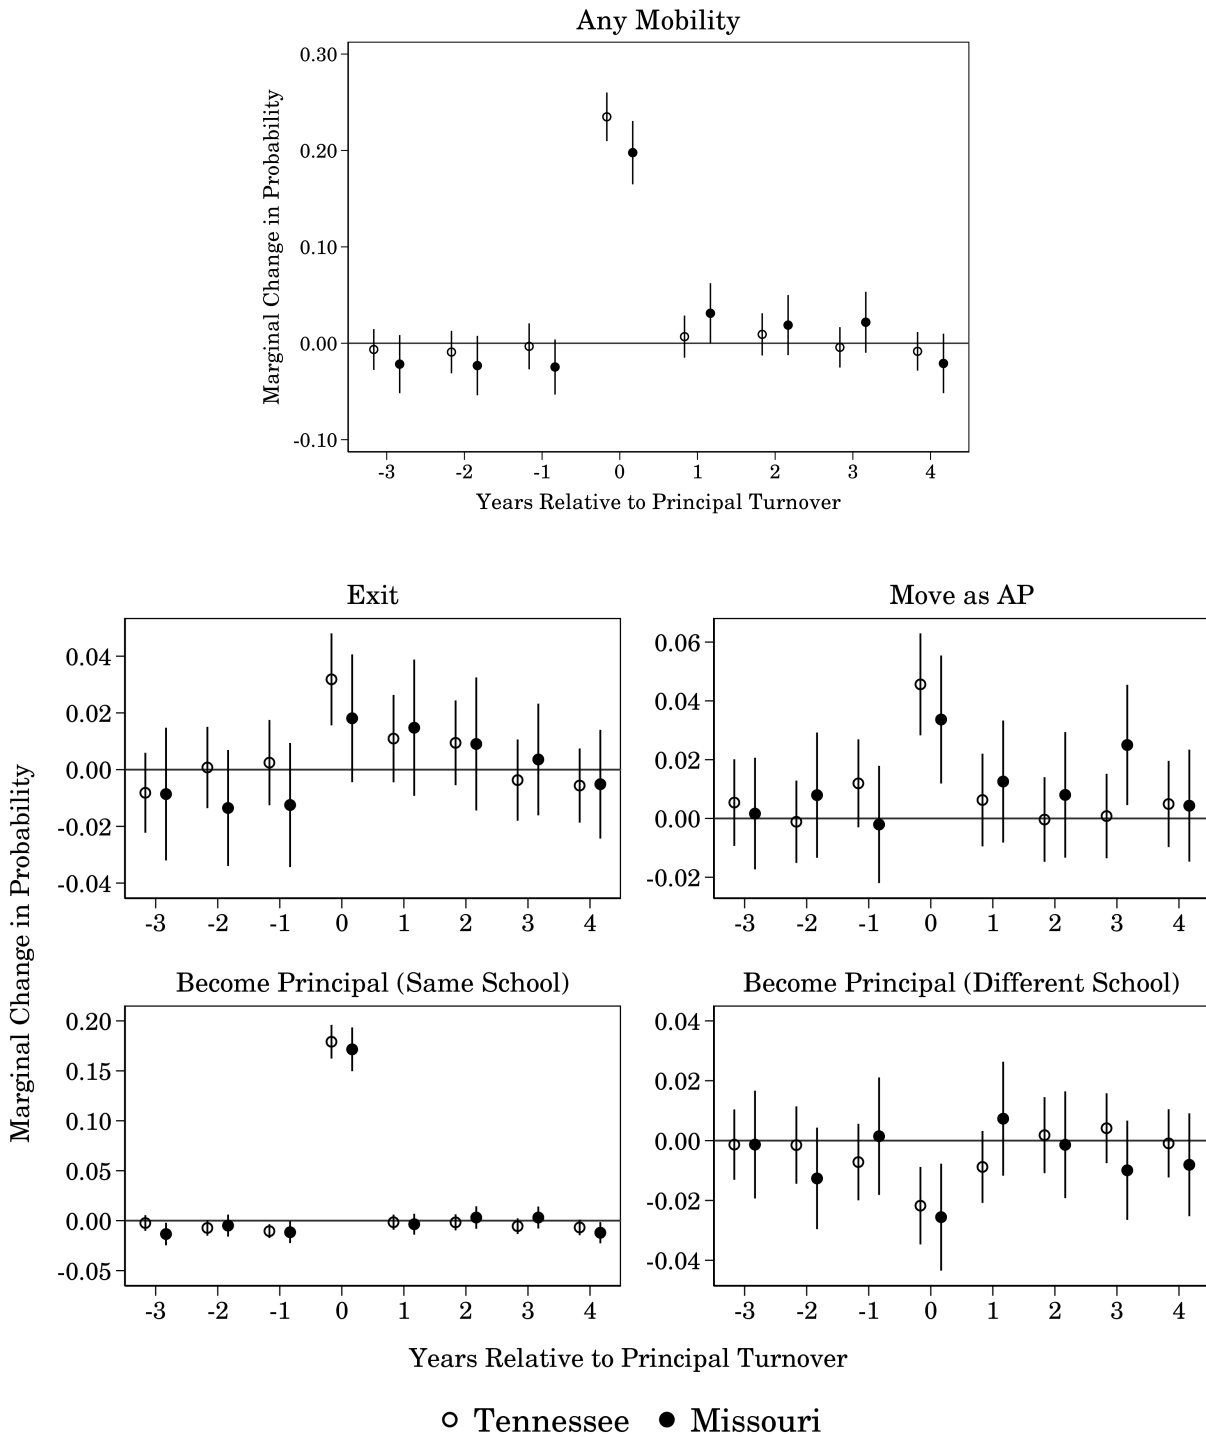 Any Mobility
0.30
0.20
0.10
0.00
-0.10
Marginal Change in Probability
-3 -2 -1 0 1 2 3 4
Years Relative to Principal Turnover
Exit
0.04
0.02
0.00
-0.02
-0.04
-3 -2 -1 0 1 2 3 4
Move as AP
0.06
0.04
0.02
0.00
-0.02
-3 -2 -1 0 1 2 3 4
Marginal Change in Probability
Become Principal (Same School)
0.20
0.15
0.10
0.05
0.00
-0.05
-3 -2 -1 0 1 2 3 4
Become Principal (Different School)
0.04
0.02
0.00
-0.02
-0.04
-3 -2 -1 0 1 2 3 4
Years Relative to Principal Turnover
Tennessee Missouri